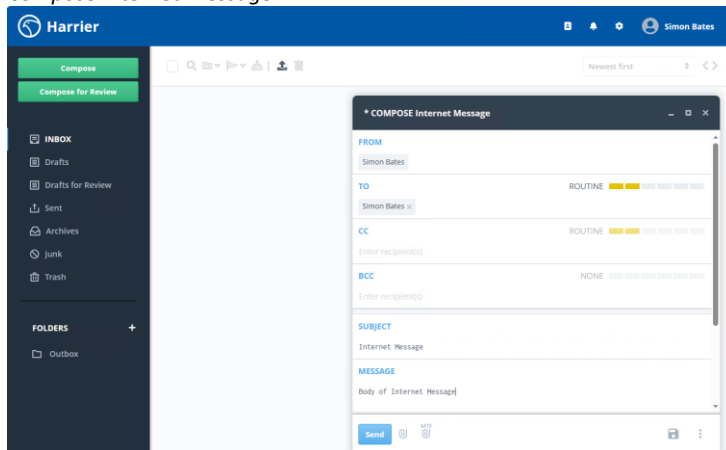 Harrier
Simon Bates
Compose
Compose for Review
Newest first
INBOX
Drafts
Drafts for Review
Sent
Archives
Junk
Trash
FOLDERS +
Outbox
* COMPOSE Internet Message
FROM
Simon Bates
TO ROUTINE
Simon Bates ×
CC ROUTINE
Enter recipient(s)
BCC NONE
Enter recipient(s)
SUBJECT
Internet Message
MESSAGE
Body of Internet Message
Send MTF